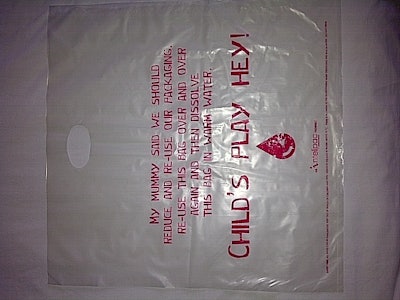 MY MUMMY SAID WE SHOULD
REDUCE AND RE-USE OUR PACKAGING,
RE-USE THIS BAG OVER AND OVER
AGAIN AND THEN DISSOLVE
THIS BAG IN WARM WATER.
CHILD'S PLAY HEY!